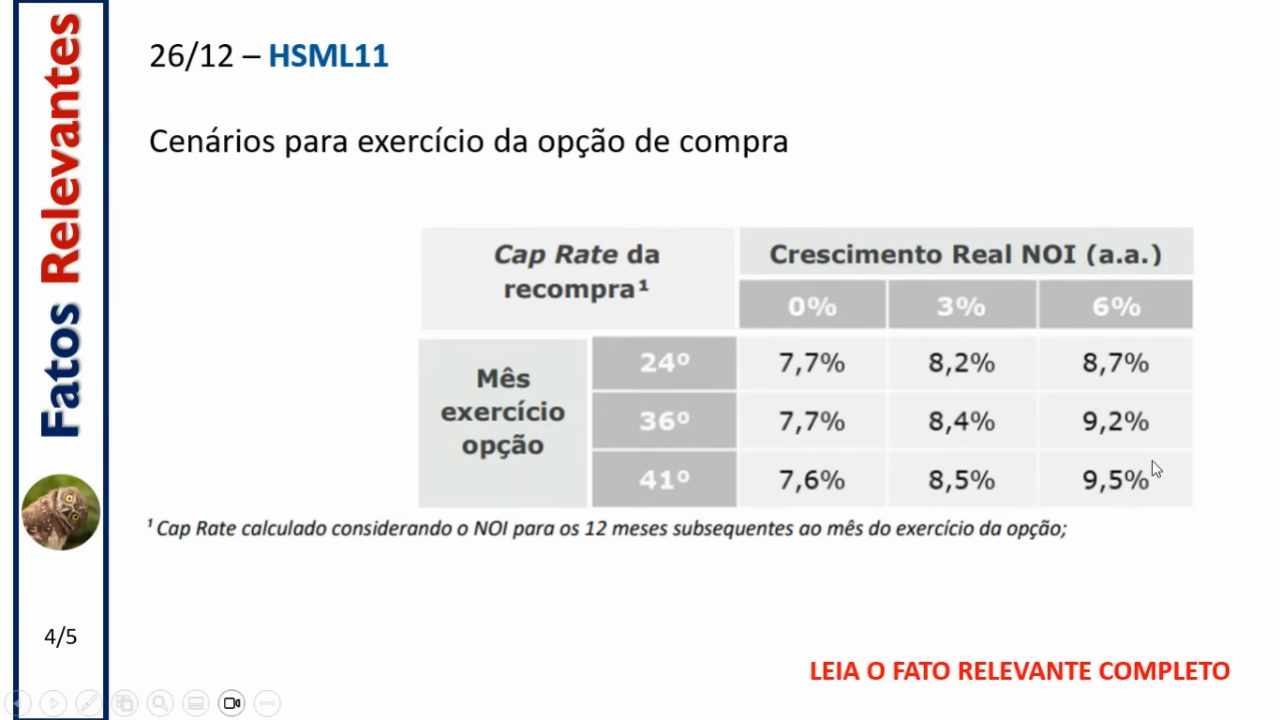 Fatos Relevantes
26/12 – HSML11
Cenários para exercício da opção de compra
Cap Rate da
recompra¹
Crescimento Real NOI (a.a.)
0% 3% 6%
Mês
exercício
opção
24º 7,7% 8,2% 8,7%
36º 7,7% 8,4% 9,2%
41º 7,6% 8,5% 9,5%
¹ Cap Rate calculado considerando o NOI para os 12 meses subsequentes ao mês do exercício da opção;
4/5
LEIA O FATO RELEVANTE COMPLETO